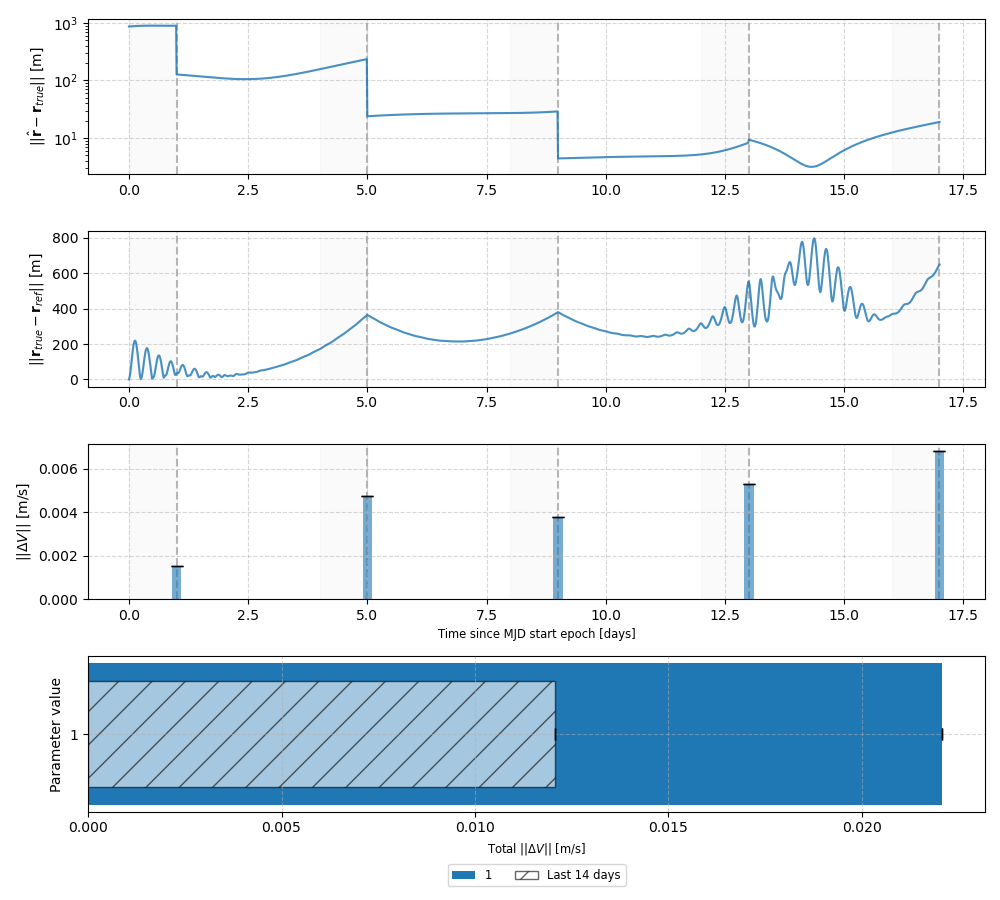 ||r̂ − r_true|| [m]
10³
10²
10¹
0.0 2.5 5.0 7.5 10.0 12.5 15.0 17.5
||r_true − r_ref|| [m]
800
600
400
200
0
0.0 2.5 5.0 7.5 10.0 12.5 15.0 17.5
||ΔV|| [m/s]
0.006
0.004
0.002
0.000
0.0 2.5 5.0 7.5 10.0 12.5 15.0 17.5
Time since MJD start epoch [days]
Parameter value
1
0.000 0.005 0.010 0.015 0.020
Total ||ΔV|| [m/s]
1 Last 14 days